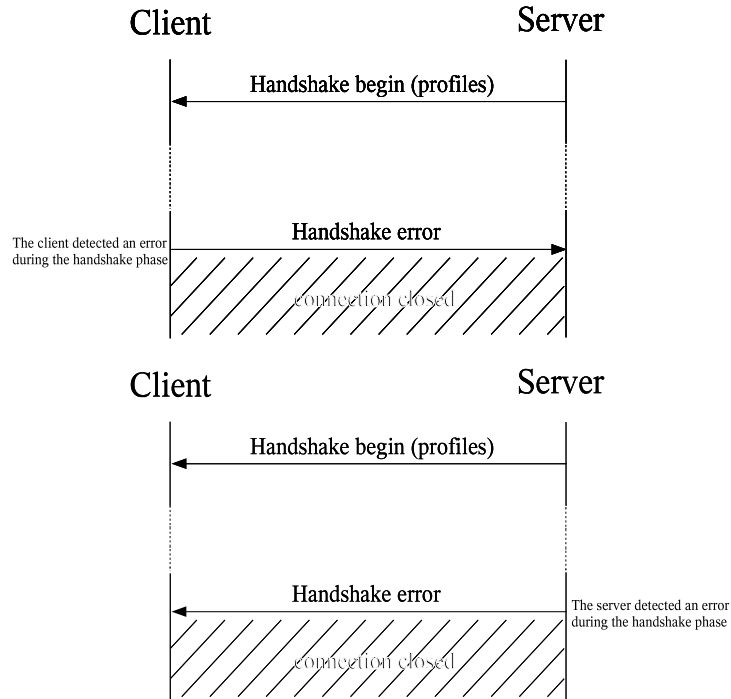 Client
Server
Handshake begin (profiles)
Handshake error
The client detected an error
during the handshake phase
connection closed
Client
Server
Handshake begin (profiles)
Handshake error
The server detected an error
during the handshake phase
connection closed